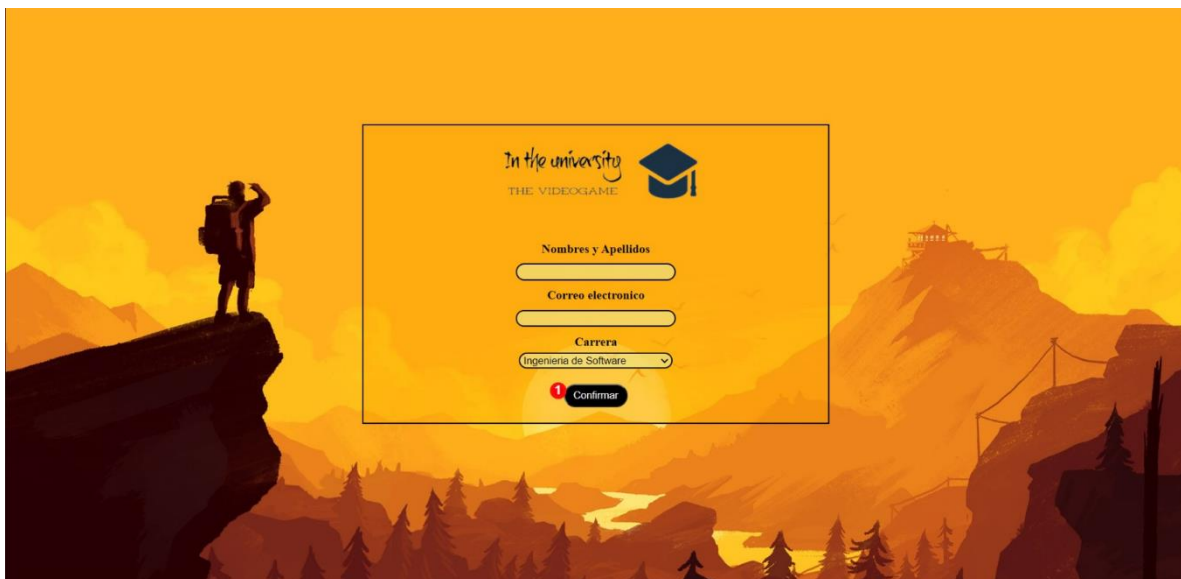 In the university
THE VIDEOGAME
Nombres y Apellidos
Correo electronico
Carrera
Ingenieria de Software
1 Confirmar